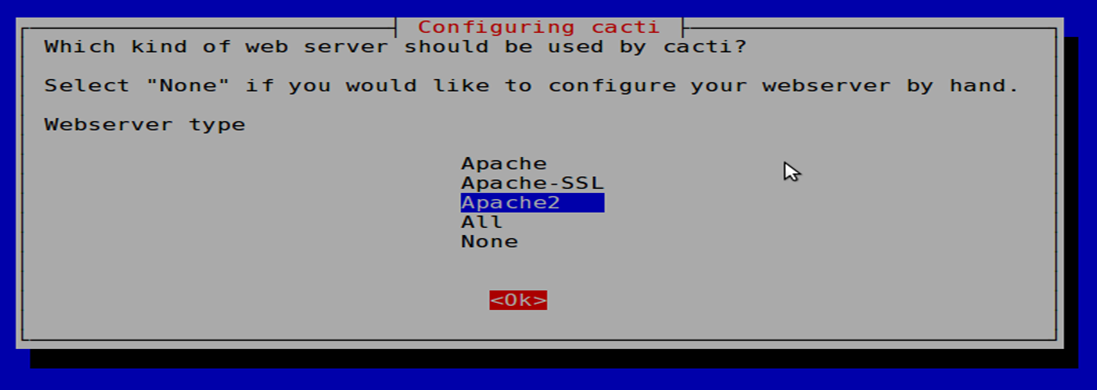 Configuring cacti
Which kind of web server should be used by cacti?
Select "None" if you would like to configure your webserver by hand.
Webserver type
Apache
Apache-SSL
Apache2
All
None
<Ok>